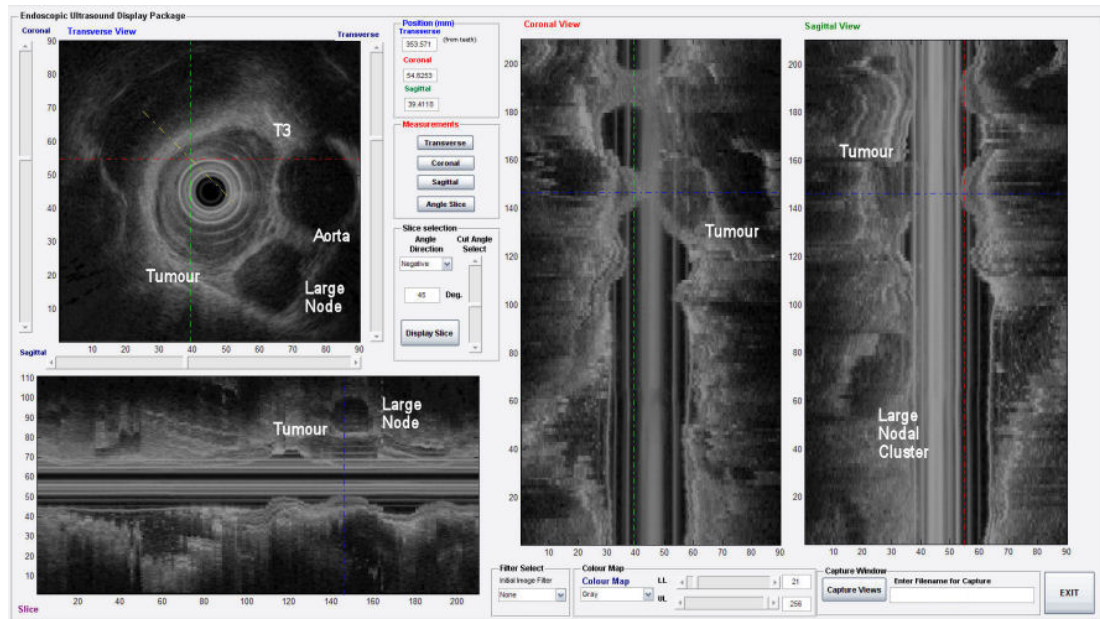 Endoscopic Ultrasound Display Package
Coronal
Transverse View
Transverse
90
80
70
60
50
40
30
20
10
T3
Aorta
Tumour
Large
Node
10 20 30 40 50 60 70 80 90
Sagittal
Position (mm)
Transverse
353.571 (from teeth)
Coronal
54.8253
Sagittal
39.4118
Measurements
Transverse
Coronal
Sagittal
Angle Slice
Slice selection
Angle Direction
Cut Angle Select
Negative
45 Deg.
Display Slice
Coronal View
200
180
160
140
120
100
80
60
40
20
Tumour
0 10 20 30 40 50 60 70 80 90
Sagittal View
200
180
160
140
120
100
80
60
40
20
Tumour
Large
Nodal
Cluster
0 10 20 30 40 50 60 70 80 90
110
100
90
80
70
60
50
40
30
20
10
Tumour
Large
Node
20 40 60 80 100 120 140 160 180 200
Slice
Filter Select
Initial Image Filter
None
Colour Map
Colour Map
Gray
LL
21
UL
256
Capture Window
Capture Views
Enter Filename for Capture
EXIT